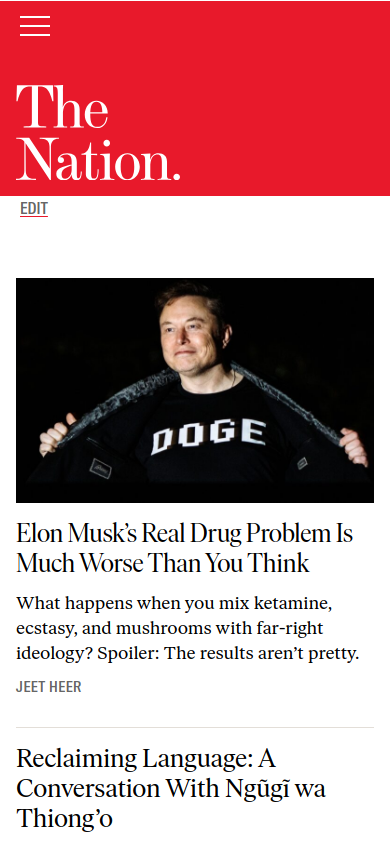 The
Nation.
EDIT
DOGE
Elon Musk’s Real Drug Problem Is
Much Worse Than You Think
What happens when you mix ketamine,
ecstasy, and mushrooms with far-right
ideology? Spoiler: The results aren’t pretty.
JEET HEER
Reclaiming Language: A
Conversation With Ngũgĩ wa
Thiong’o